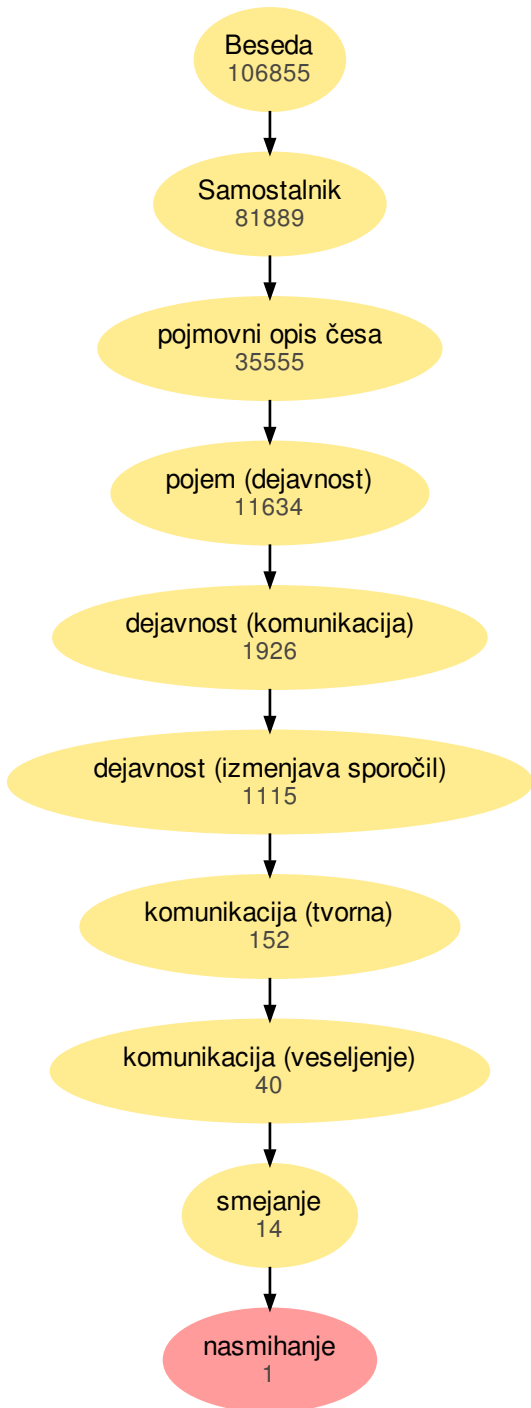 Beseda
106855
Samostalnik
81889
pojmovni opis česa
35555
pojem (dejavnost)
11634
dejavnost (komunikacija)
1926
dejavnost (izmenjava sporočil)
1115
komunikacija (tvorna)
152
komunikacija (veseljenje)
40
smejanje
14
nasmihanje
1